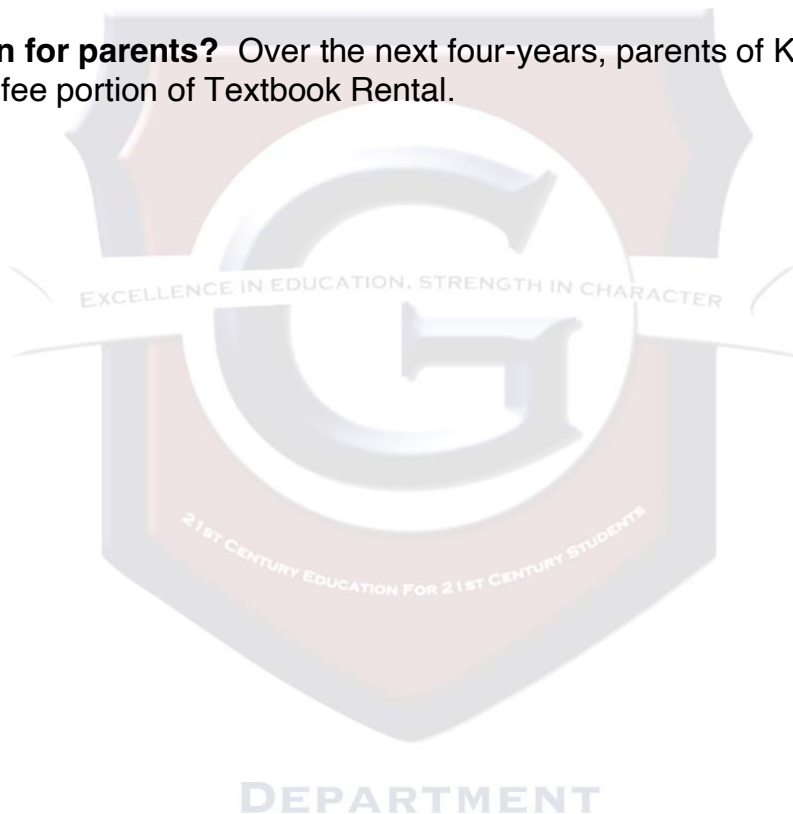 n for parents? Over the next four-years, parents of K
fee portion of Textbook Rental.
G
EXCELLENCE IN EDUCATION, STRENGTH IN CHARACTER
21ST CENTURY EDUCATION FOR 21ST CENTURY STUDENTS
DEPARTMENT